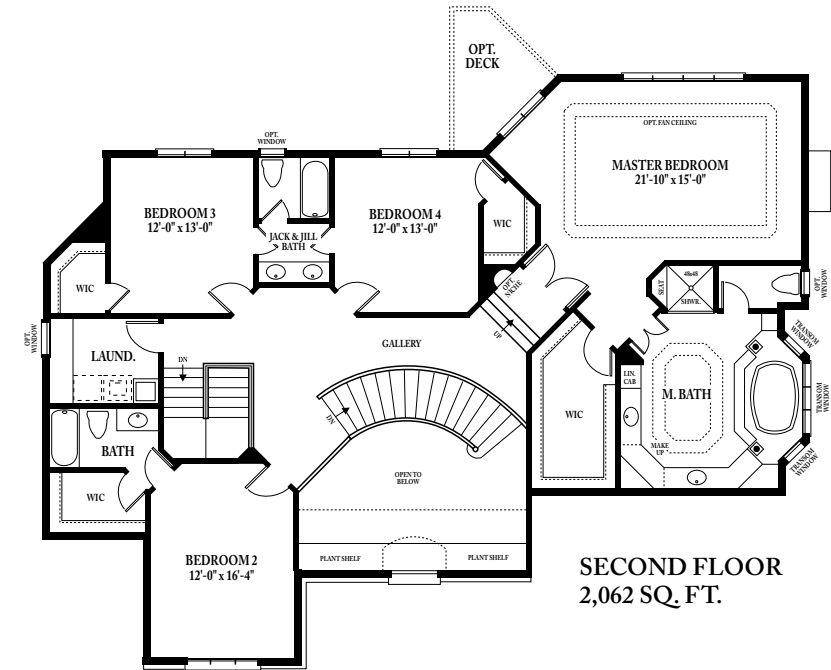 OPT.
DECK
OPT. FAN CEILING
MASTER BEDROOM
21'-10" x 15'-0"
OPT.
WINDOW
BEDROOM 3
12'-0" x 13'-0"
BEDROOM 4
12'-0" x 13'-0"
JACK & JILL
BATH
WIC
WIC
OPT.
NICHE
UP
SEAT
48x48
SHWR.
OPT.
WINDOW
OPT.
WINDOW
LAUND.
DN
GALLERY
TRANSOM
WINDOW
LIN.
CAB
M. BATH
TRANSOM
WINDOW
DN
WIC
MAKE
UP
TRANSOM
WINDOW
BATH
WIC
OPEN TO
BELOW
BEDROOM 2
12'-0" x 16'-4"
PLANT SHELF
PLANT SHELF
SECOND FLOOR
2,062 SQ. FT.